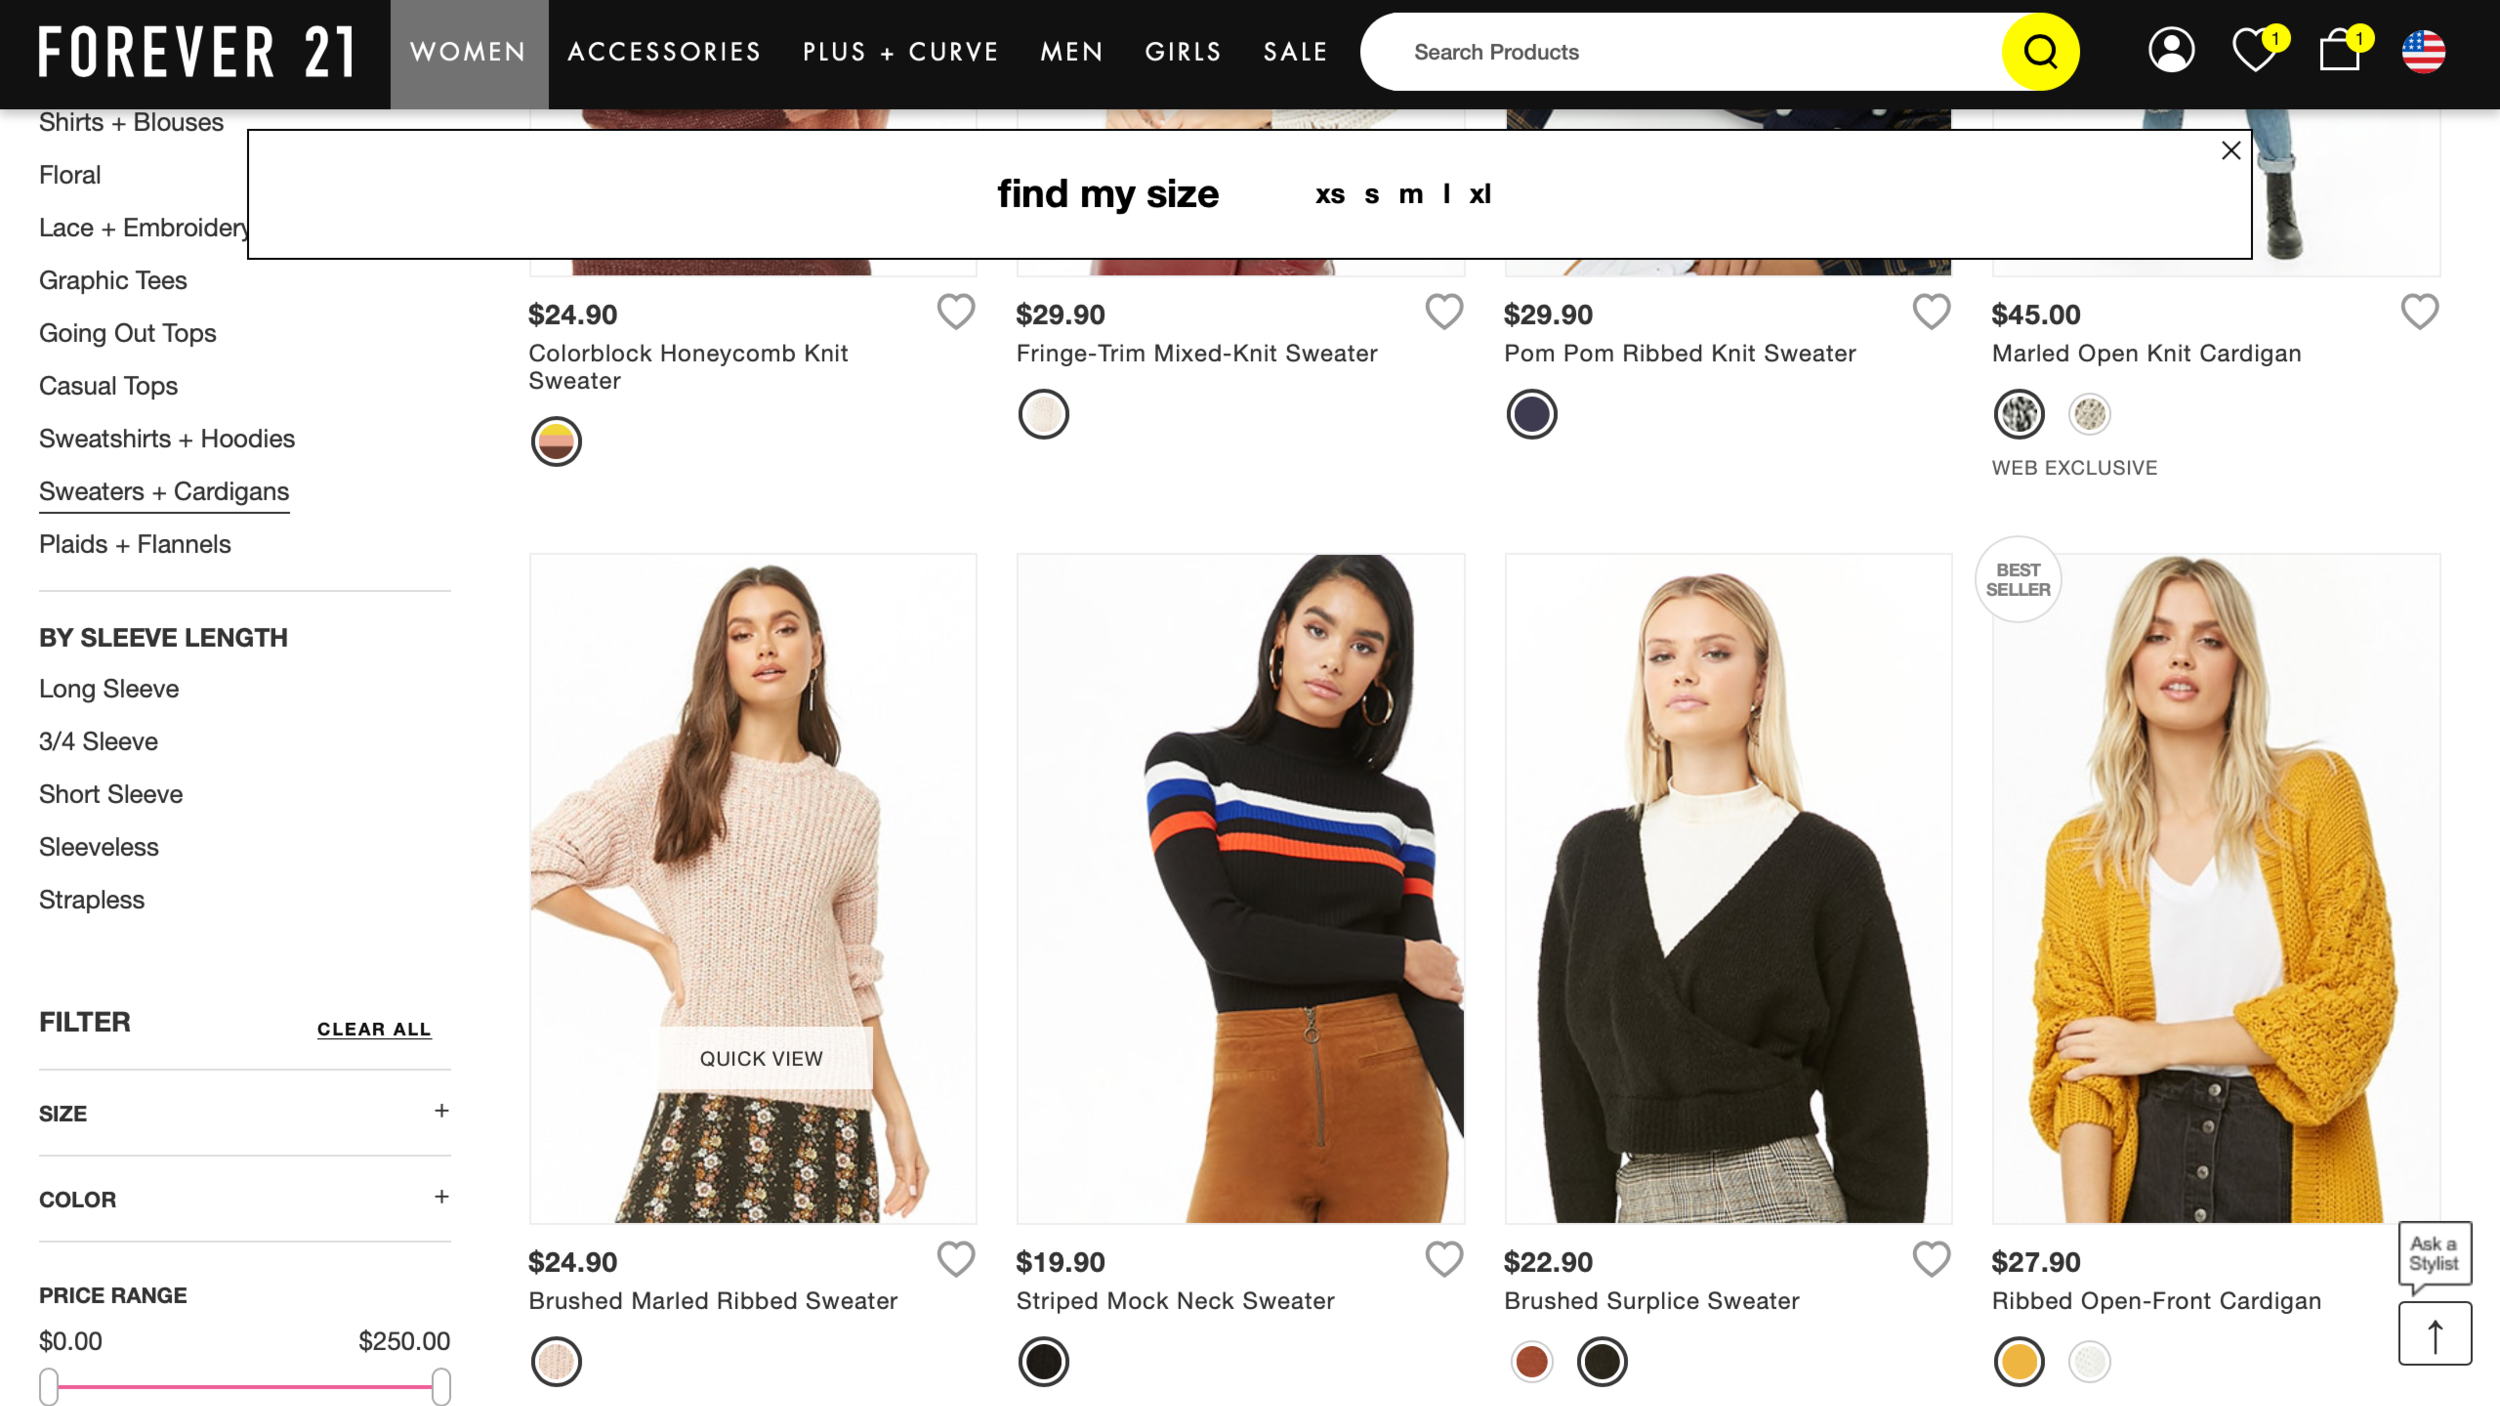 FOREVER 21
WOMEN
ACCESSORIES
PLUS + CURVE
MEN
GIRLS
SALE
Search Products
1
1
Shirts + Blouses
Floral
Lace + Embroidery
Graphic Tees
Going Out Tops
Casual Tops
Sweatshirts + Hoodies
Sweaters + Cardigans
Plaids + Flannels
BY SLEEVE LENGTH
Long Sleeve
3/4 Sleeve
Short Sleeve
Sleeveless
Strapless
FILTER
CLEAR ALL
SIZE +
COLOR +
PRICE RANGE
$0.00
$250.00
find my size
xs s m l xl
$24.90
Colorblock Honeycomb Knit
Sweater
$29.90
Fringe-Trim Mixed-Knit Sweater
$29.90
Pom Pom Ribbed Knit Sweater
$45.00
Marled Open Knit Cardigan
WEB EXCLUSIVE
QUICK VIEW
$24.90
Brushed Marled Ribbed Sweater
$19.90
Striped Mock Neck Sweater
$22.90
Brushed Surplice Sweater
BEST
SELLER
$27.90
Ribbed Open-Front Cardigan
Ask a
Stylist